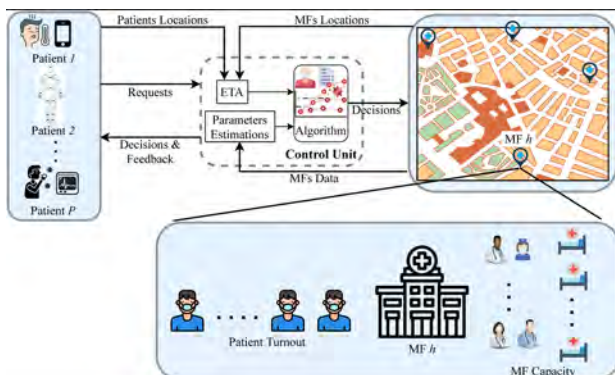 Patients Locations
MFs Locations
Patient 1
Requests
ETA
Patient 2
Parameters
Estimations
Algorithm
Decisions
Decisions &
Feedback
Control Unit
MF h
Patient P
MFs Data
Patient Turnout
MF h
MF Capacity